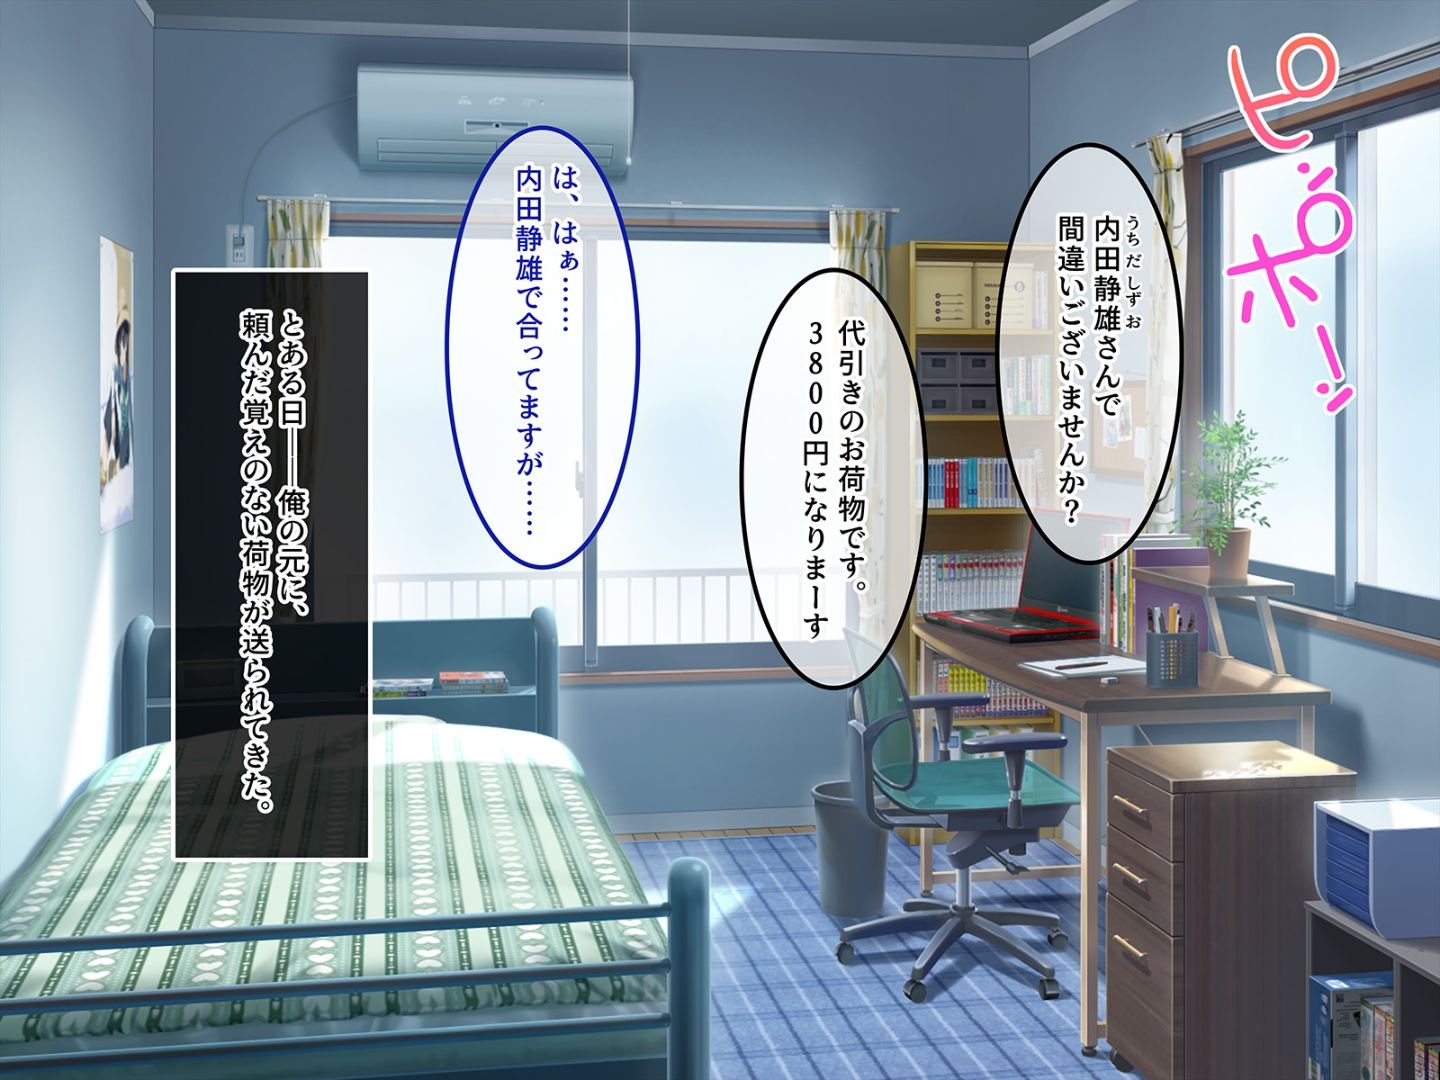 ピンポーン
内田静雄さんで
うちだしずお
間違いございませんか？
代引きのお荷物です。
3800円になりまーす
は、はぁ……
内田静雄で合ってますが……
とある日――俺の元に、
頼んだ覚えのない荷物が送られてきた。